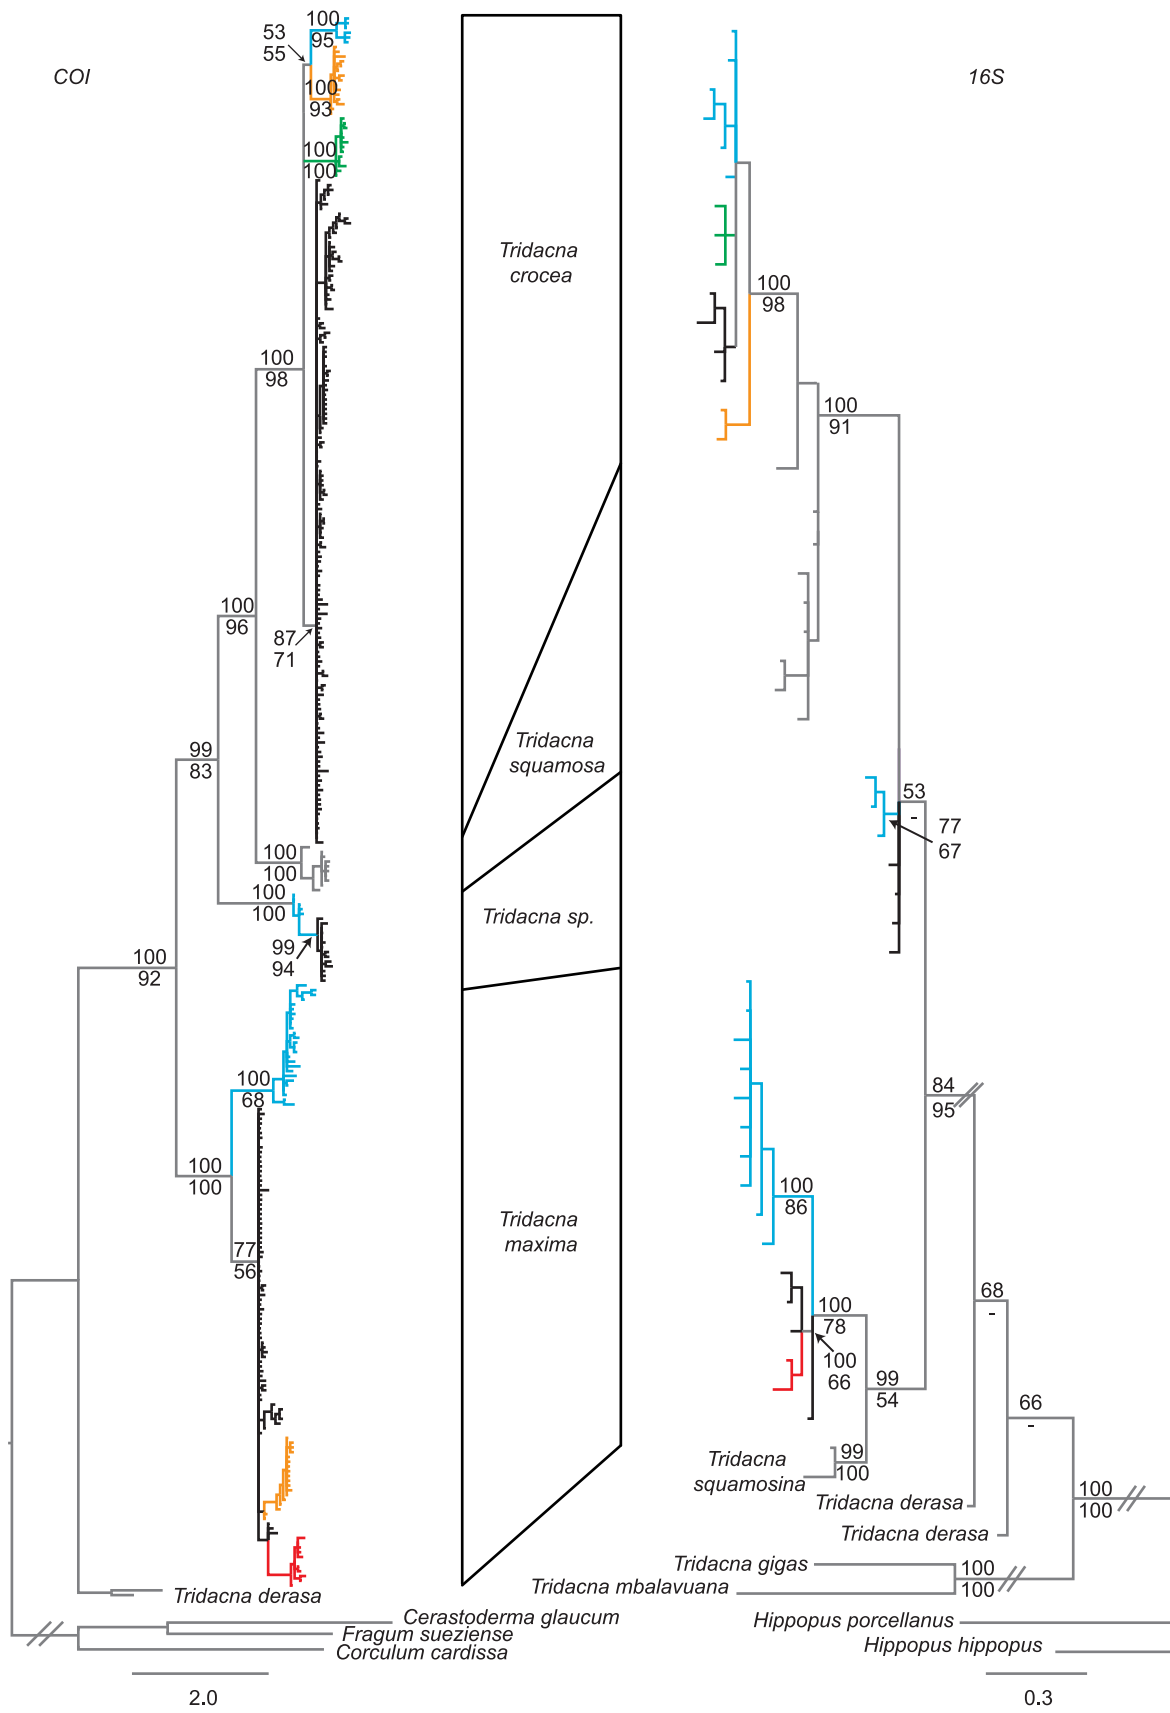 COI
16S
100
95
53
55
100
93
100
100
100
98
100
96
87
71
99
83
100
100
100
100
99
94
100
92
100
68
100
100
77
56
Tridacna derasa
Cerastoderma glaucum
Fragum sueziense
Corculum cardissa
2.0
Tridacna
crocea
Tridacna
squamosa
Tridacna sp.
Tridacna
maxima
100
98
100
91
53
-
77
67
84
95
100
86
100
78
100
66
99
54
68
-
66
-
99
100
Tridacna
squamosina
Tridacna derasa
Tridacna derasa
100
100
Tridacna gigas
Tridacna mbalavuana
100
100
Hippopus porcellanus
Hippopus hippopus
0.3